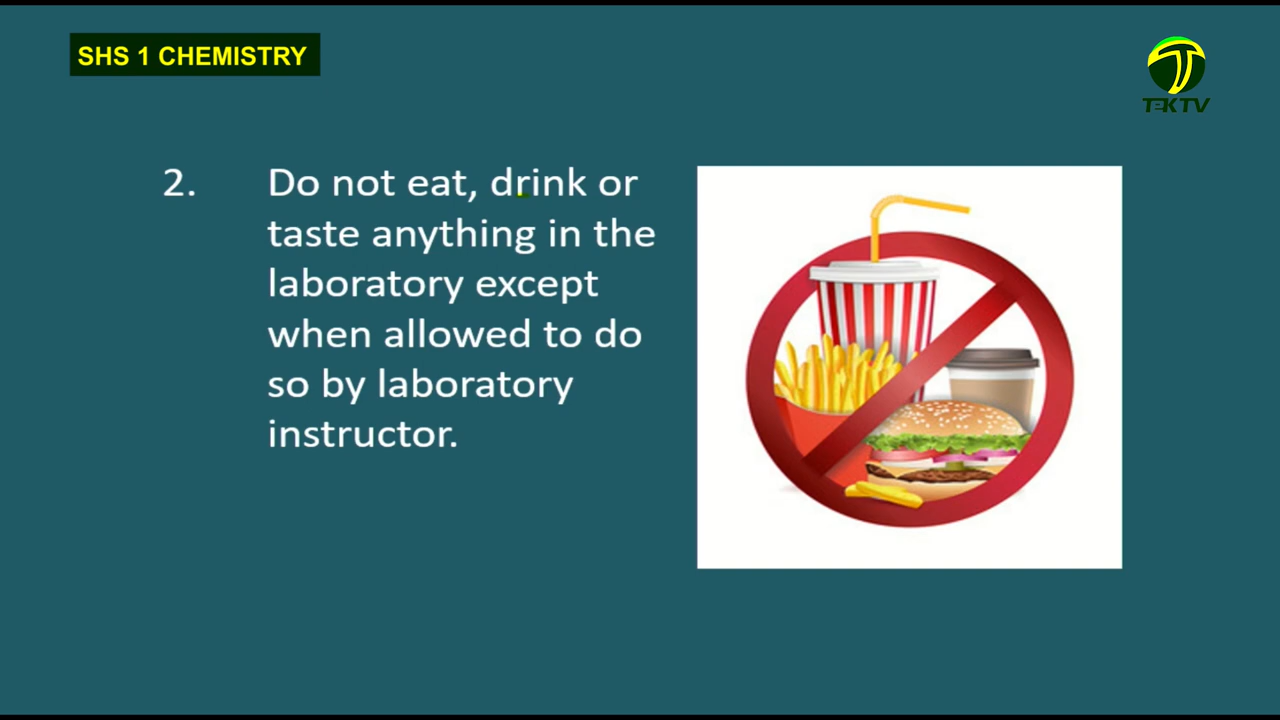 SHS 1 CHEMISTRY
TEKTV
2. Do not eat, drink or
taste anything in the
laboratory except
when allowed to do
so by laboratory
instructor.